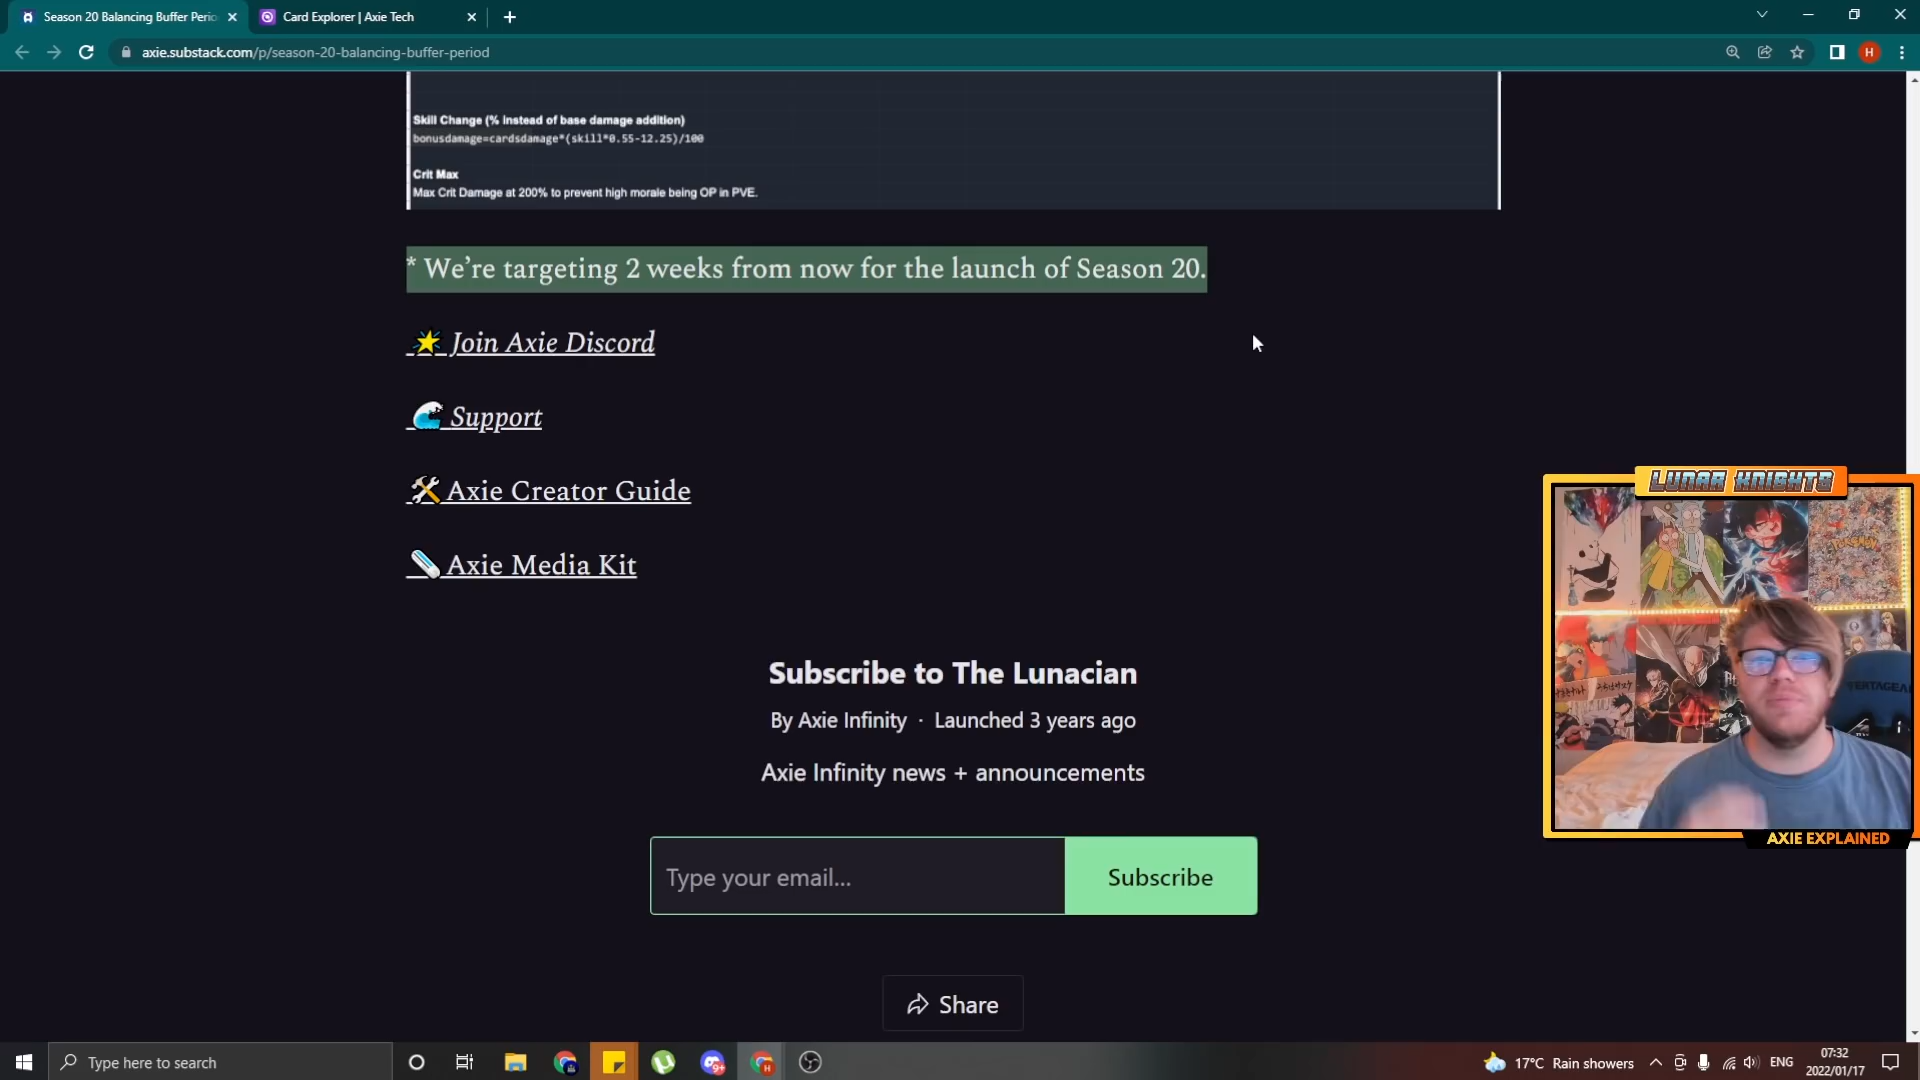 Season 20 Balancing Buffer Perio
Card Explorer | Axie Tech
axie.substack.com/p/season-20-balancing-buffer-period
H
Skill Change (% instead of base damage addition)
bonusdamage=cardsdamage*(skill*0.55-12.25)/100
Crit Max
Max Crit Damage at 200% to prevent high morale being OP in PVE.
* We’re targeting 2 weeks from now for the launch of Season 20.
Join Axie Discord
Support
Axie Creator Guide
Axie Media Kit
LUNAR KNIGHTS
POKEMON
VERTAGEAR
AXIE EXPLAINED
Subscribe to The Lunacian
By Axie Infinity · Launched 3 years ago
Axie Infinity news + announcements
Type your email...
Subscribe
Share
Type here to search
9+
H
17°C Rain showers
ENG
07:32
2022/01/17